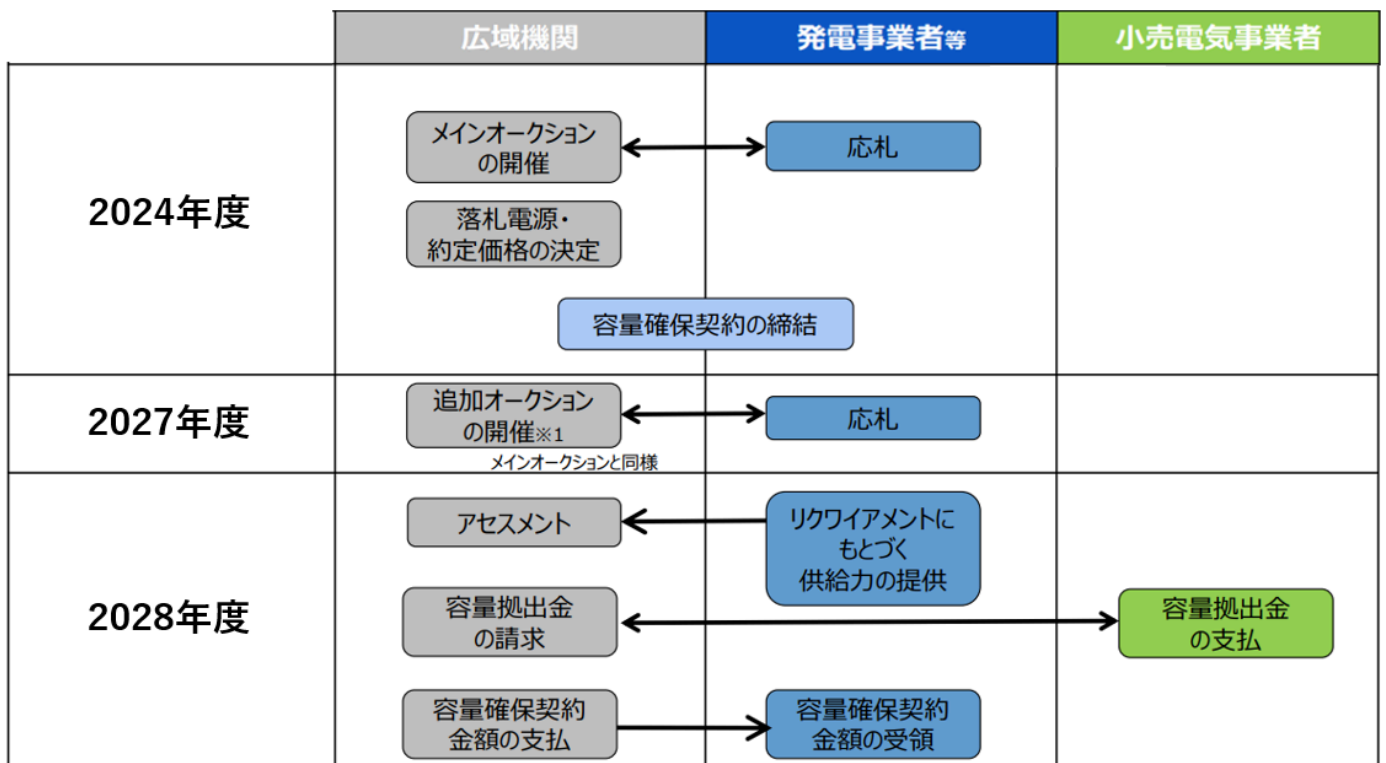 広域機関
発電事業者等
小売電気事業者
2024年度
メインオークション
の開催
応札
落札電源・
約定価格の決定
容量確保契約の締結
2027年度
追加オークション
の開催※1
応札
メインオークションと同様
2028年度
アセスメント
リクワイアメントに
もとづく
供給力の提供
容量拠出金
の請求
容量拠出金
の支払
容量確保契約
金額の支払
容量確保契約
金額の受領